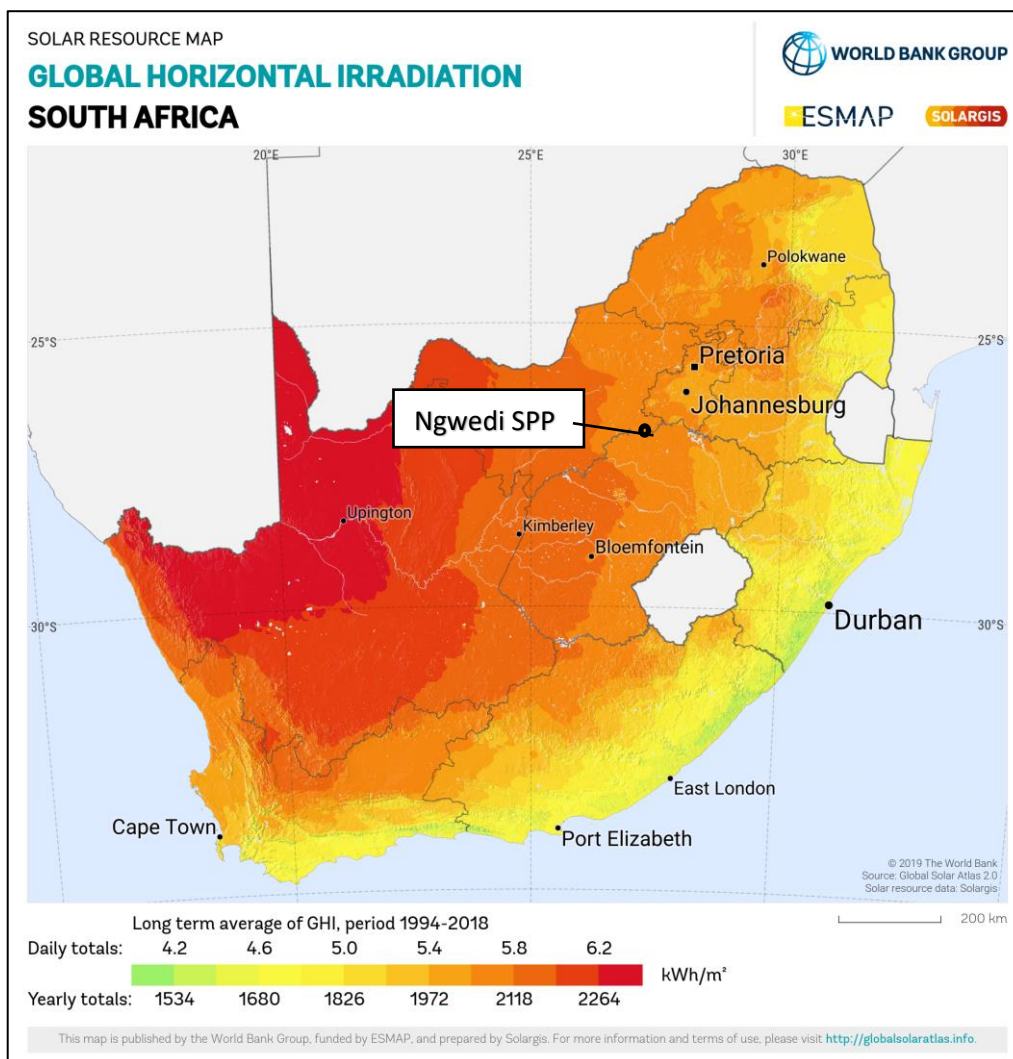 SOLAR RESOURCE MAP
GLOBAL HORIZONTAL IRRADIATION
SOUTH AFRICA
WORLD BANK GROUP
ESMAP
SOLARGIS
20°E
25°E
30°E
Polokwane
25°S
25°S
Pretoria
Johannesburg
Ngwedi SPP
Upington
Kimberley
Bloemfontein
Durban
30°S
30°S
East London
Cape Town
Port Elizabeth
© 2019 The World Bank
Source: Global Solar Atlas 2.0
Solar resource data: Solargis
200 km
Long term average of GHI, period 1994-2018
Daily totals: 4.2 4.6 5.0 5.4 5.8 6.2
kWh/m²
Yearly totals: 1534 1680 1826 1972 2118 2264
This map is published by the World Bank Group, funded by ESMAP, and prepared by Solargis. For more information and terms of use, please visit http://globalsolaratlas.info.